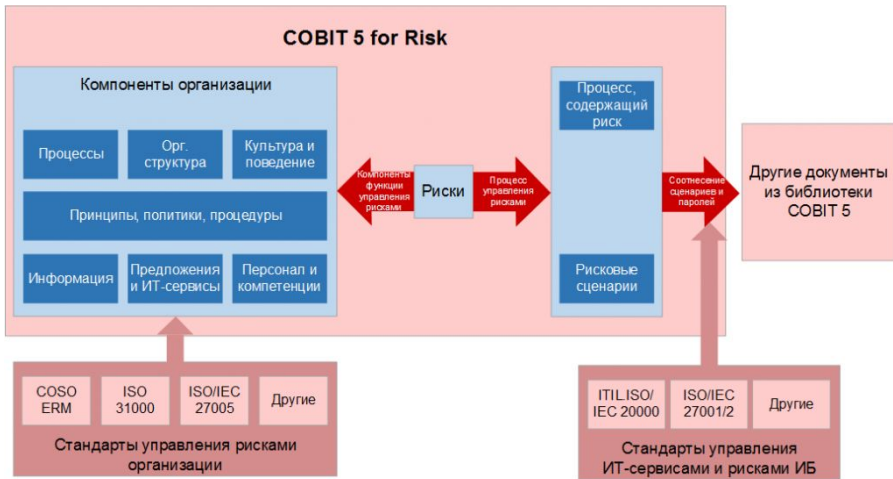 COBIT 5 for Risk
Компоненты организации
Процессы
Орг.
структура
Культура и
поведение
Принципы, политики, процедуры
Информация
Предложения
и ИТ-сервисы
Персонал и
компетенции
Компоненты
функции
управления
рисками
Риски
Процесс
управления
рисками
Процесс,
содержащий
риск
Рисковые
сценарии
Соотнесение
сценариев и
паролей
Другие документы
из библиотеки
COBIT 5
COSO
ERM
ISO
31000
ISO/IEC
27005
Другие
Стандарты управления рисками
организации
ITIL ISO/
IEC 20000
ISO/IEC
27001/2
Другие
Стандарты управления
ИТ-сервисами и рисками ИБ